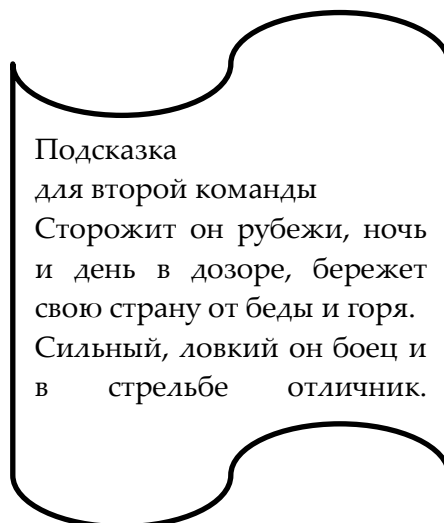 Подсказка
для второй команды
Сторожит он рубежи, ночь
и день в дозоре, бережет
свою страну от беды и горя.
Сильный, ловкий он боец и
в стрельбе отличник.